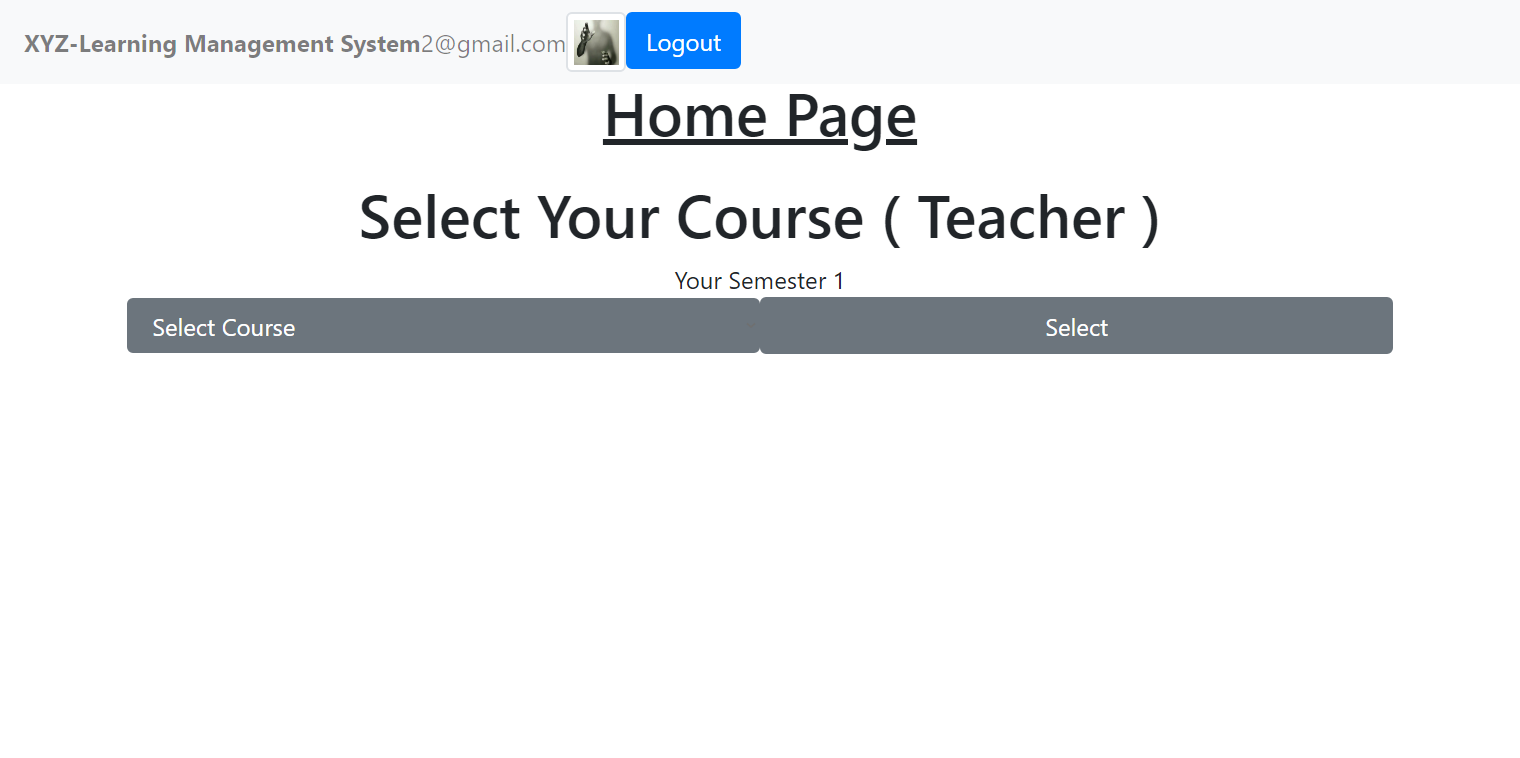 XYZ-Learning Management System2@gmail.com Logout
Home Page
Select Your Course ( Teacher )
Your Semester 1
Select Course Select